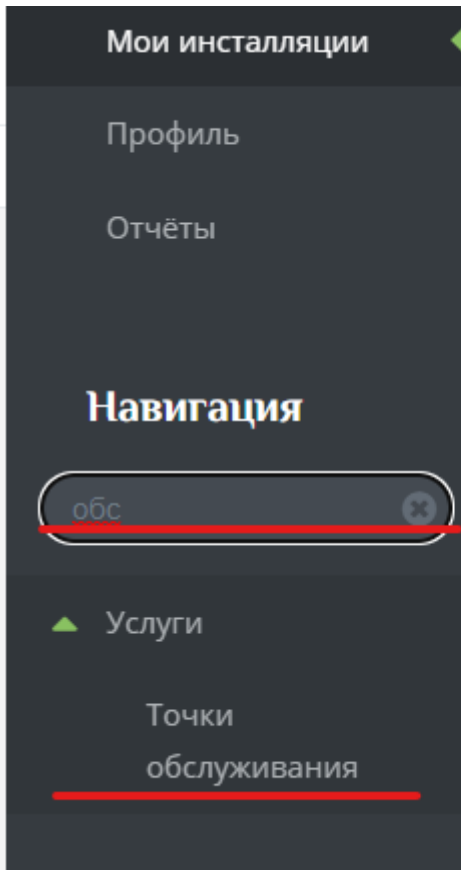 Мои инсталляции
Профиль
Отчёты
Навигация
обс
Услуги
Точки
обслуживания